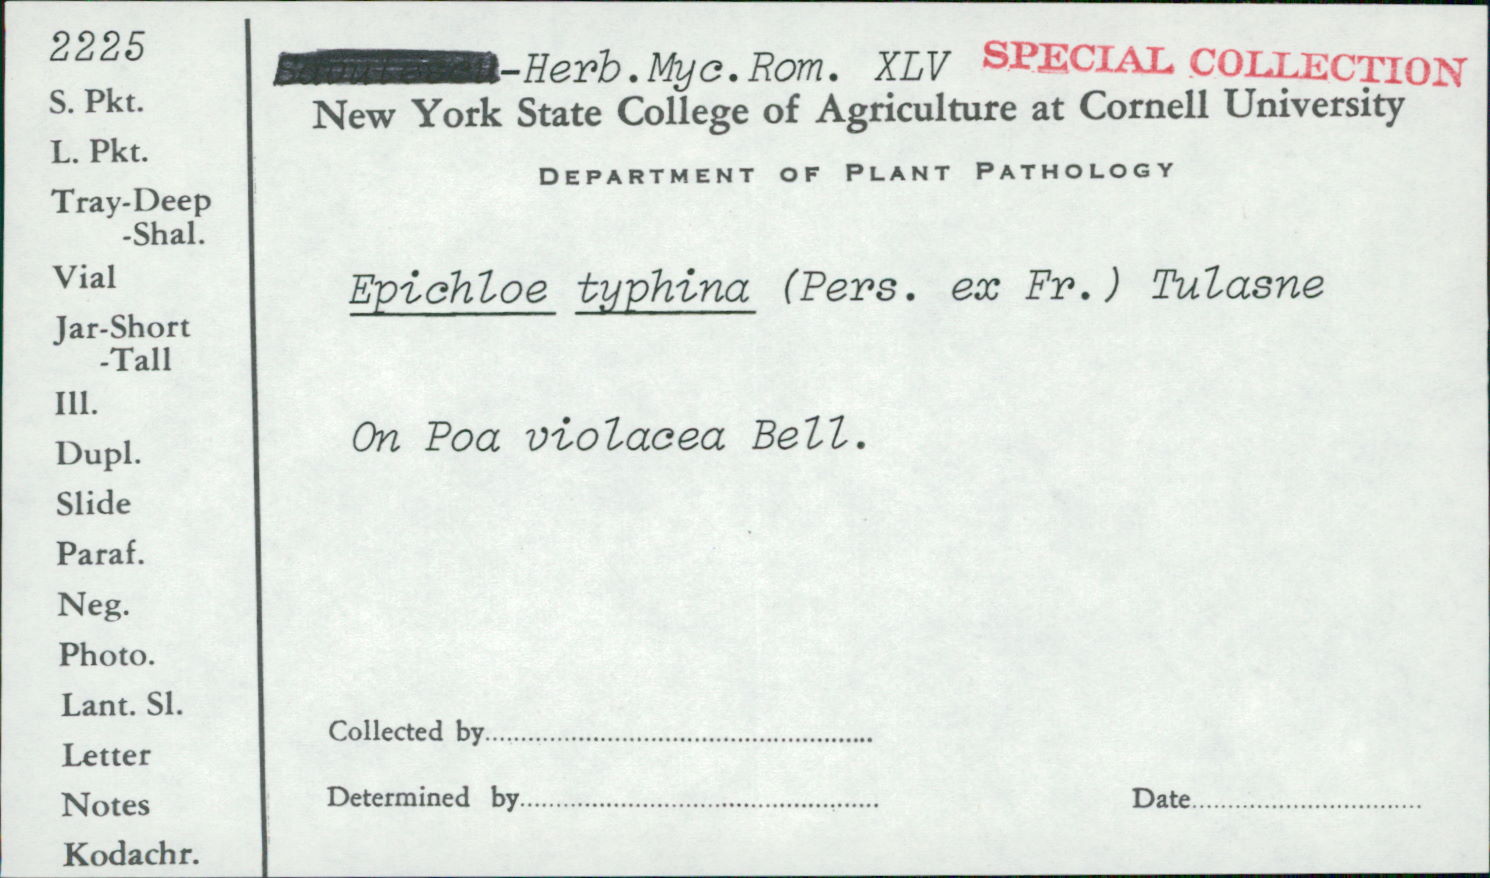 2225
S. Pkt.
L. Pkt.
Tray-Deep
-Shal.
Vial
Jar-Short
-Tall
Ill.
Dupl.
Slide
Paraf.
Neg.
Photo.
Lant. Sl.
Letter
Notes
Kodachr.
-Herb.Myc.Rom. XLV SPECIAL COLLECTION
New York State College of Agriculture at Cornell University
DEPARTMENT OF PLANT PATHOLOGY
Epichloe typhina (Pers. ex Fr.) Tulasne
On Poa violacea Bell.
Collected by
Determined by
Date